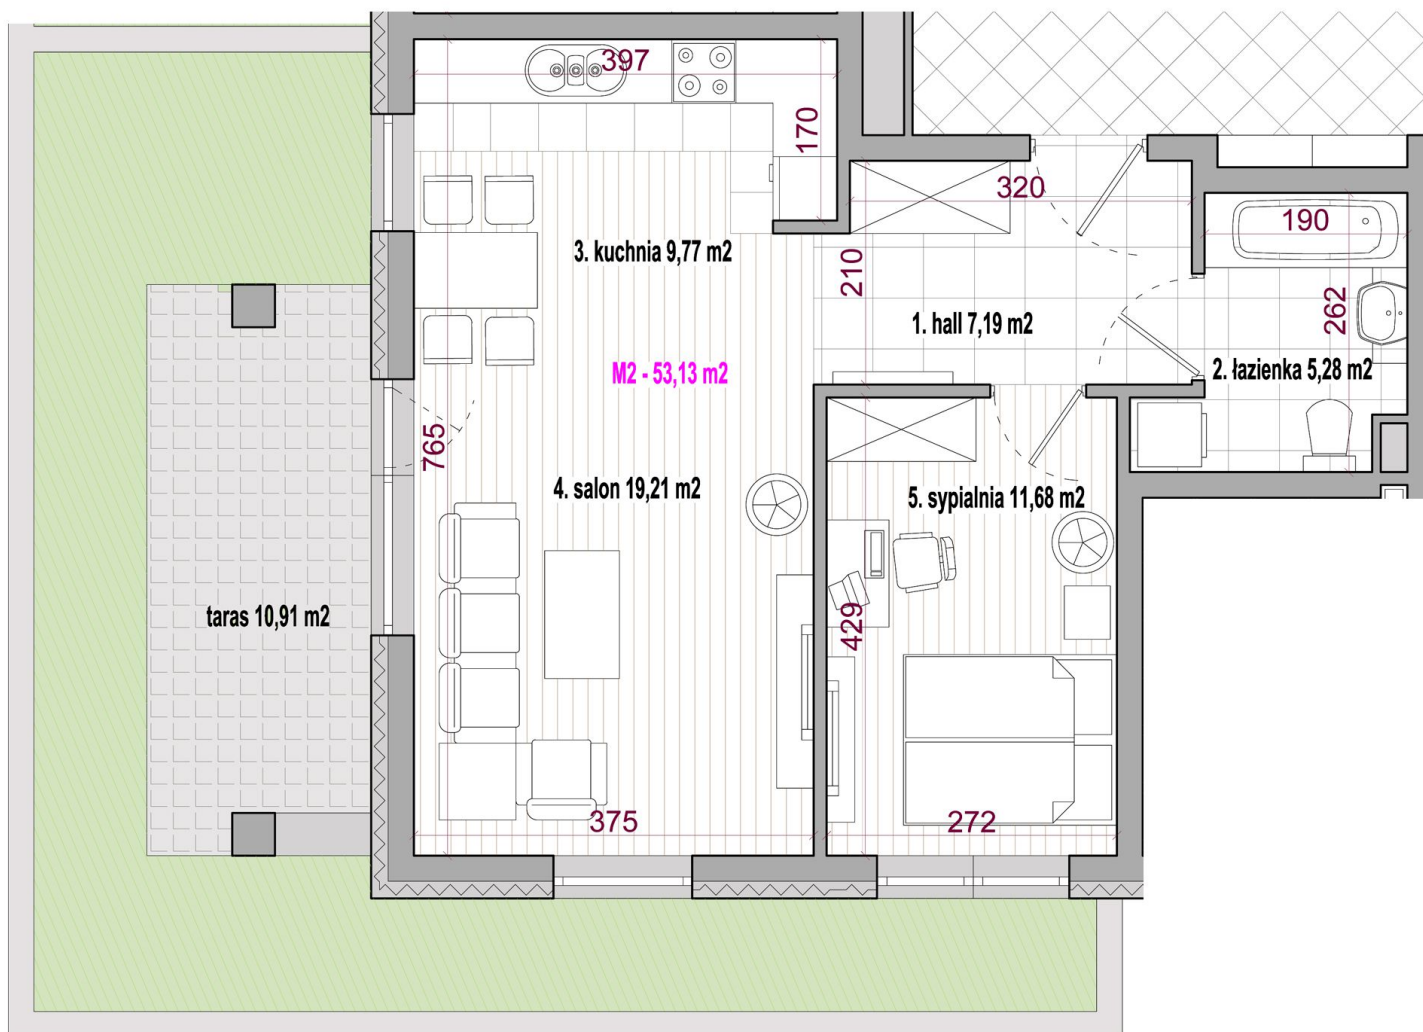 397
170
320
190
3. kuchnia 9,77 m2
210
262
1. hall 7,19 m2
M2 - 53,13 m2
2. łazienka 5,28 m2
765
4. salon 19,21 m2
5. sypialnia 11,68 m2
taras 10,91 m2
429
375
272